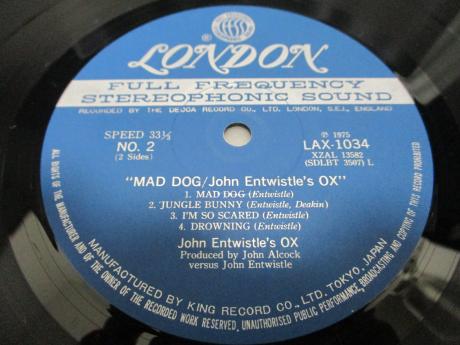 ffss
® LONDON
FULL FREQUENCY
STEREOPHONIC SOUND
RECORDED BY THE DECCA RECORD CO., LTD. LONDON, S.E.I, ENGLAND
SPEED 33⅓
NO. 2
(2 Sides)
℗ 1975
LAX-1034
XZAL 13582
(SDLBT 3507) L
"MAD DOG/John Entwistle's OX"
1. MAD DOG (Entwistle)
2. JUNGLE BUNNY (Entwistle, Deakin)
3. I'M SO SCARED (Entwistle)
4. DROWNING (Entwistle)
John Entwistle's OX
Produced by John Alcock
versus John Entwistle
MANUFACTURED BY KING RECORD CO., LTD. TOKYO, JAPAN
ALL RIGHTS OF THE MANUFACTURER AND OF THE OWNER OF THE RECORDED WORK RESERVED, UNAUTHORISED PUBLIC PERFORMANCE, BROADCASTING AND COPYING OF THIS RECORD PROHIBITED